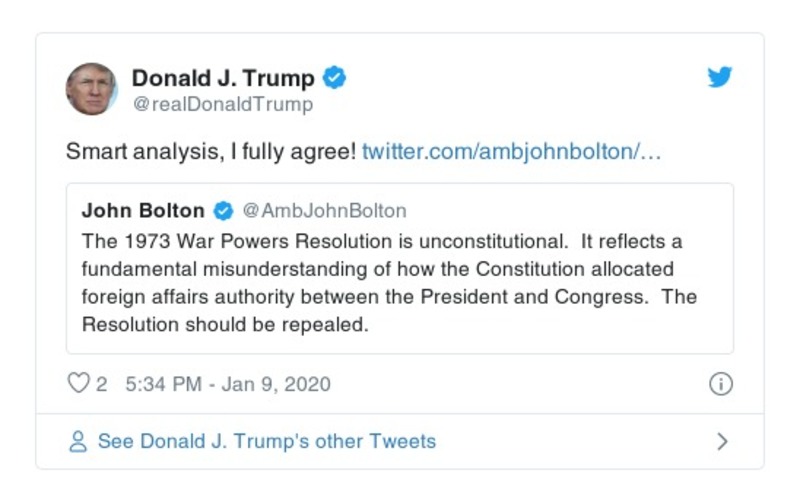 Donald J. Trump
@realDonaldTrump
Smart analysis, I fully agree! twitter.com/ambjohnbolton/…
John Bolton @AmbJohnBolton
The 1973 War Powers Resolution is unconstitutional.  It reflects a
fundamental misunderstanding of how the Constitution allocated
foreign affairs authority between the President and Congress.  The
Resolution should be repealed.
2 5:34 PM - Jan 9, 2020
See Donald J. Trump's other Tweets